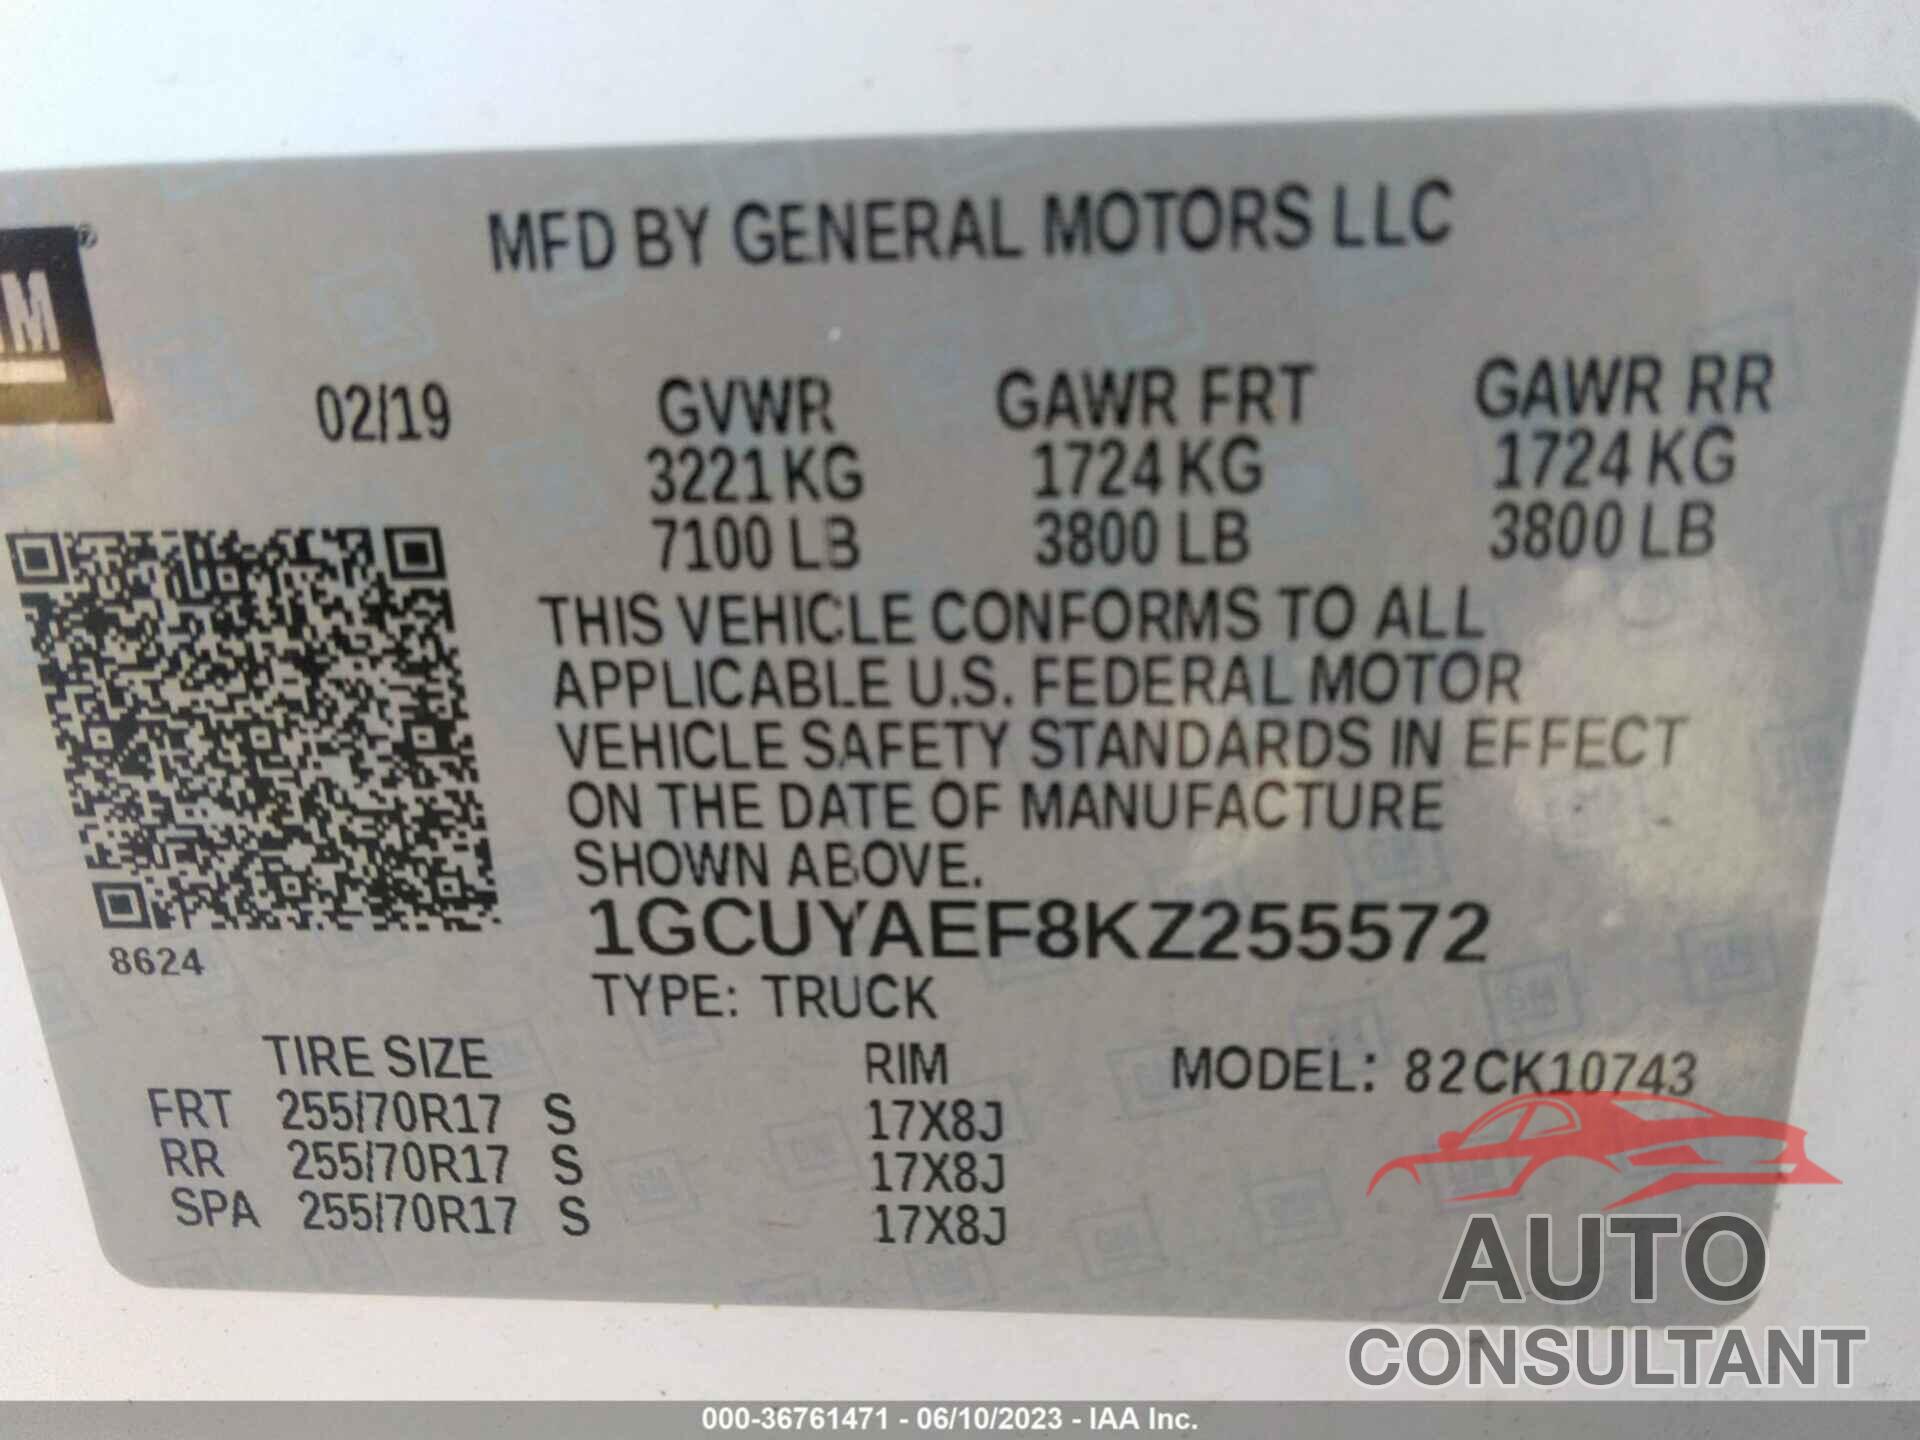 MFD BY GENERAL MOTORS LLC
M®
02/19 GVWR GAWR FRT GAWR RR
3221 KG 1724 KG 1724 KG
7100 LB 3800 LB 3800 LB
THIS VEHICLE CONFORMS TO ALL
APPLICABLE U.S. FEDERAL MOTOR
VEHICLE SAFETY STANDARDS IN EFFECT
ON THE DATE OF MANUFACTURE
SHOWN ABOVE.
1GCUYAEF8KZ255572
8624
TYPE: TRUCK
TIRE SIZE RIM MODEL: 82CK10743
FRT 255/70R17 S 17X8J
RR 255/70R17 S 17X8J
SPA 255/70R17 S 17X8J
AUTO
CONSULTANT
000-36761471 - 06/10/2023 - IAA Inc.